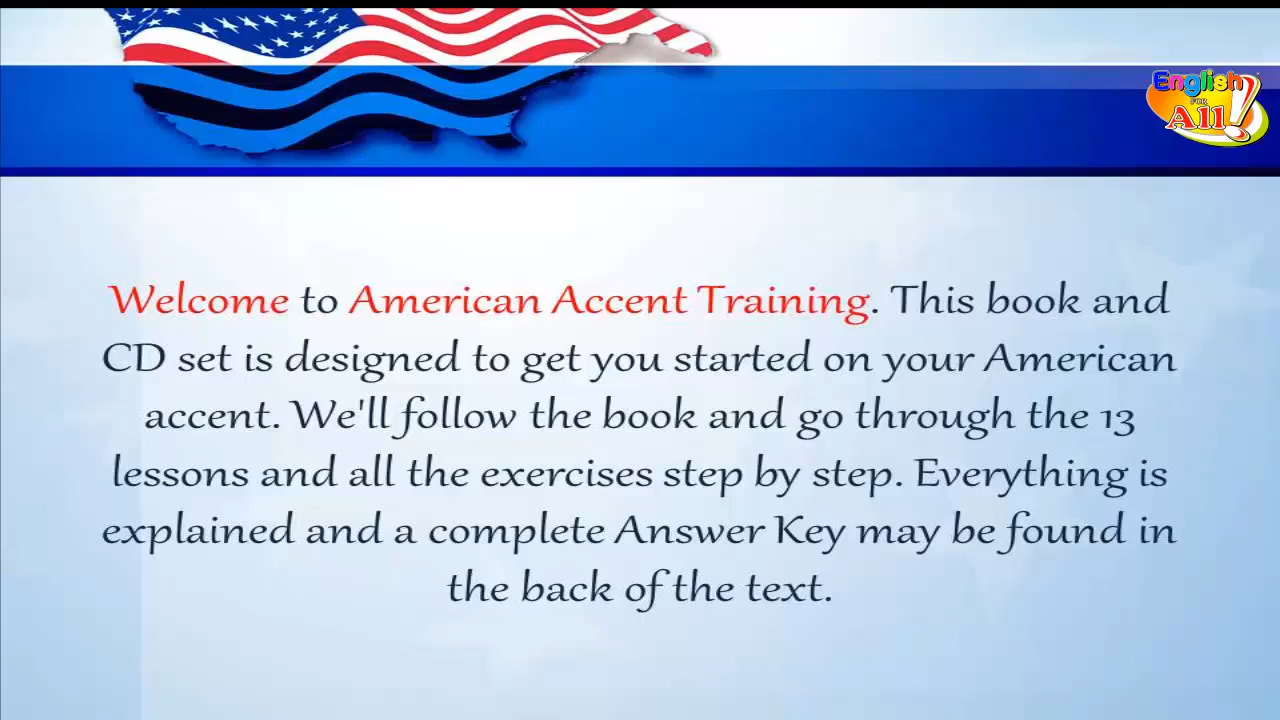 English
FOR
All!
Welcome to American Accent Training. This book and
CD set is designed to get you started on your American
accent. We'll follow the book and go through the 13
lessons and all the exercises step by step. Everything is
explained and a complete Answer Key may be found in
the back of the text.